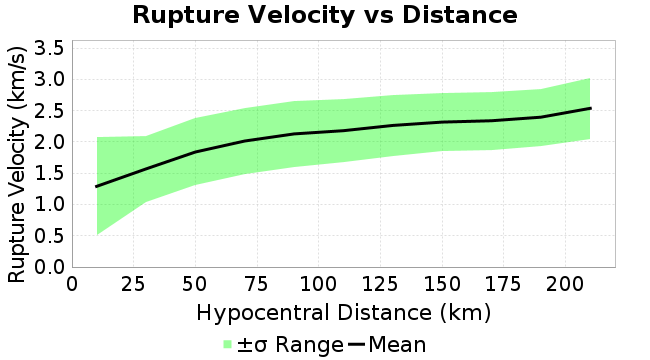 Rupture Velocity vs Distance
Rupture Velocity (km/s)
3.5
3.0
2.5
2.0
1.5
1.0
0.5
0.0
0 25 50 75 100 125 150 175 200
Hypocentral Distance (km)
±σ Range Mean